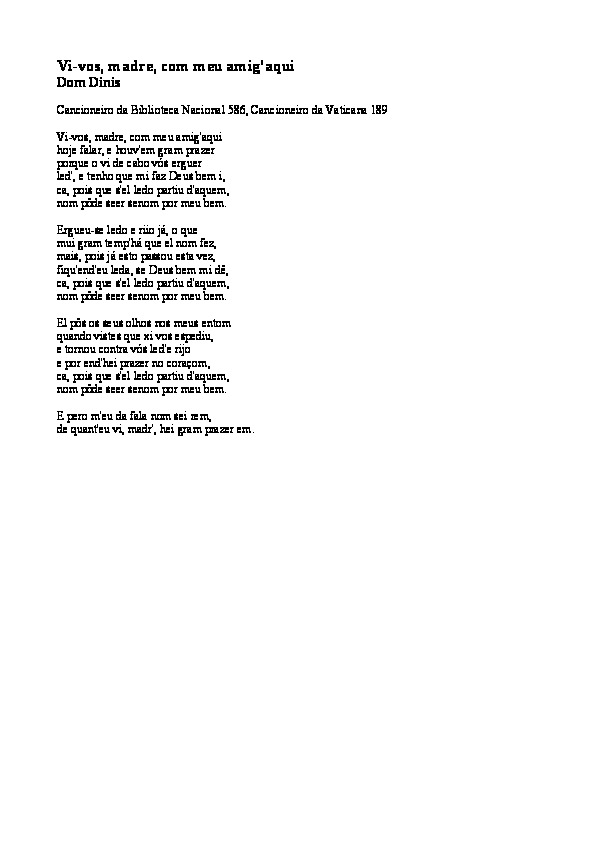 Vi-vos, madre, com meu amig'aqui
Dom Dinis
Cancioneiro da Biblioteca Nacional 586, Cancioneiro da Vaticana 189
Vi-vos, madre, com meu amig'aqui
hoje falar, e houv'em gram prazer
porque o vi de cabo vós erguer
led', e tenho que mi faz Deus bem i,
ca, pois que s'el ledo partiu d'aquem,
nom pôde seer senom por meu bem.
Ergueu-se ledo e riio já, o que
mui gram temp'há que el nom fez,
mais, pois já esto passou esta vez,
fiqu'end'eu leda, se Deus bem mi dê,
ca, pois que s'el ledo partiu d'aquem,
nom pôde seer senom por meu bem.
El pôs os seus olhos nos meus entom
quando vistes que xi vos espediu,
e tornou contra vós led'e rijo
e por end'hei prazer no coraçom,
ca, pois que s'el ledo partiu d'aquem,
nom pôde seer senom por meu bem.
E pero m'eu da fala nom sei rem,
de quant'eu vi, madr', hei gram prazer em.